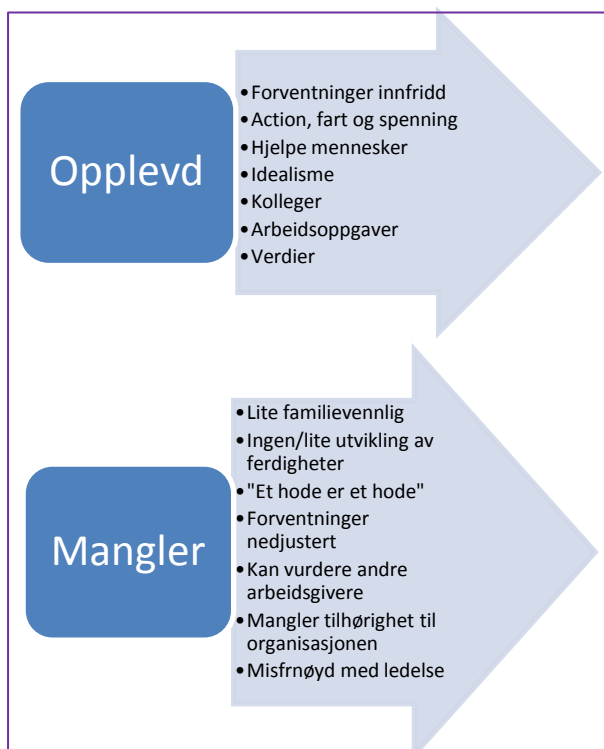 Opplevd
•Forventninger innfridd
•Action, fart og spenning
•Hjelpe mennesker
•Idealisme
•Kolleger
•Arbeidsoppgaver
•Verdier
Mangler
•Lite familievennlig
•Ingen/lite utvikling av
ferdigheter
•"Et hode er et hode"
•Forventninger
nedjustert
•Kan vurdere andre
arbeidsgivere
•Mangler tilhørighet til
organisasjonen
•Misfrnøyd med ledelse